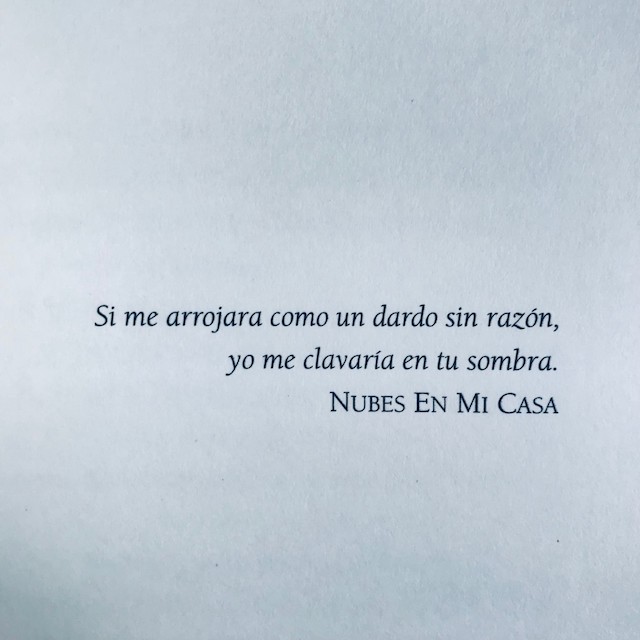 Si me arrojara como un dardo sin razón,
yo me clavaría en tu sombra.
NUBES EN MI CASA